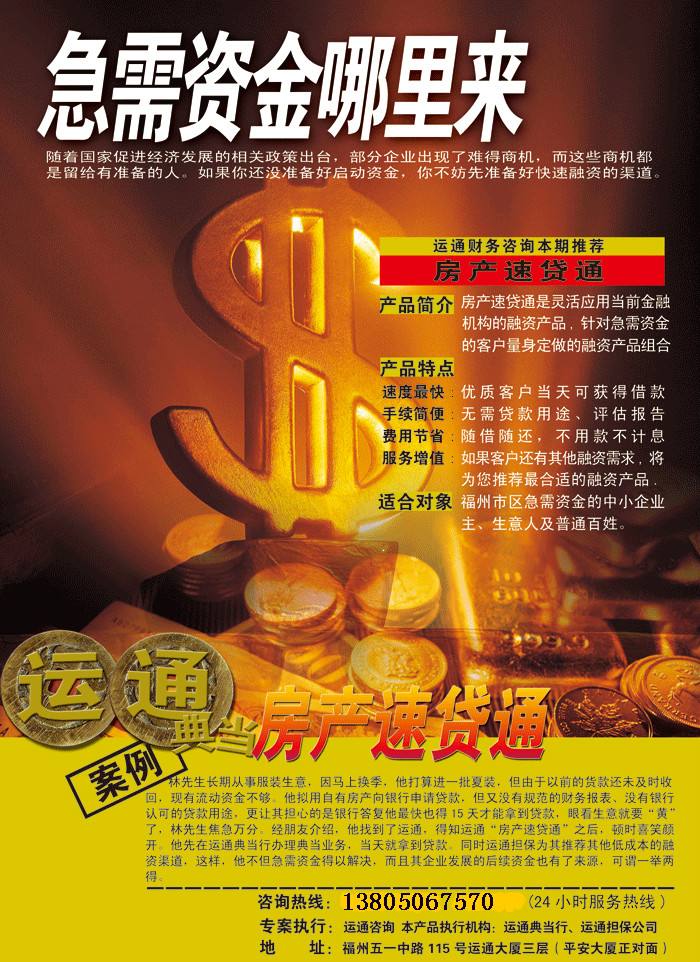 急需资金哪里来
随着国家促进经济发展的相关政策出台，部分企业出现了难得商机，而这些商机都
是留给有准备的人。如果你还没准备好启动资金，你不妨先准备好快速融资的渠道。
运通财务咨询本期推荐
房产速贷通
产品简介 房产速贷通是灵活应用当前金融
机构的融资产品，针对急需资金
的客户量身定做的融资产品组合
产品特点
速度最快：优质客户当天可获得借款
手续简便：无需贷款用途、评估报告
费用节省：随借随还，不用款不计息
服务增值：如果客户还有其他融资需求，将
为您推荐最合适的融资产品．
适合对象 福州市区急需资金的中小企业
主、生意人及普通百姓。
999.9
运通典当房产速贷通
案例
林先生长期从事服装生意，因马上换季，他打算进一批夏装，但由于以前的货款还未及时收
回，现有流动资金不够。他拟用自有房产向银行申请贷款，但又没有规范的财务报表、没有银行
认可的贷款用途，更让其担心的是银行答复他最快也得15天才能拿到贷款，眼看生意就要“黄”
了，林先生焦急万分。经朋友介绍，他找到了运通，得知运通“房产速贷通”之后，顿时喜笑颜
开。他先在运通典当行办理典当业务，当天就拿到贷款。同时运通担保为其推荐其他低成本的融
资渠道，这样，他不但急需资金得以解决，而且其企业发展的后续资金也有了来源，可谓一举两
得。
咨询热线：13805067570（24小时服务热线）
专案执行：运通咨询 本产品执行机构：运通典当行、运通担保公司
地 址：福州五一中路115号运通大厦三层（平安大厦正对面）